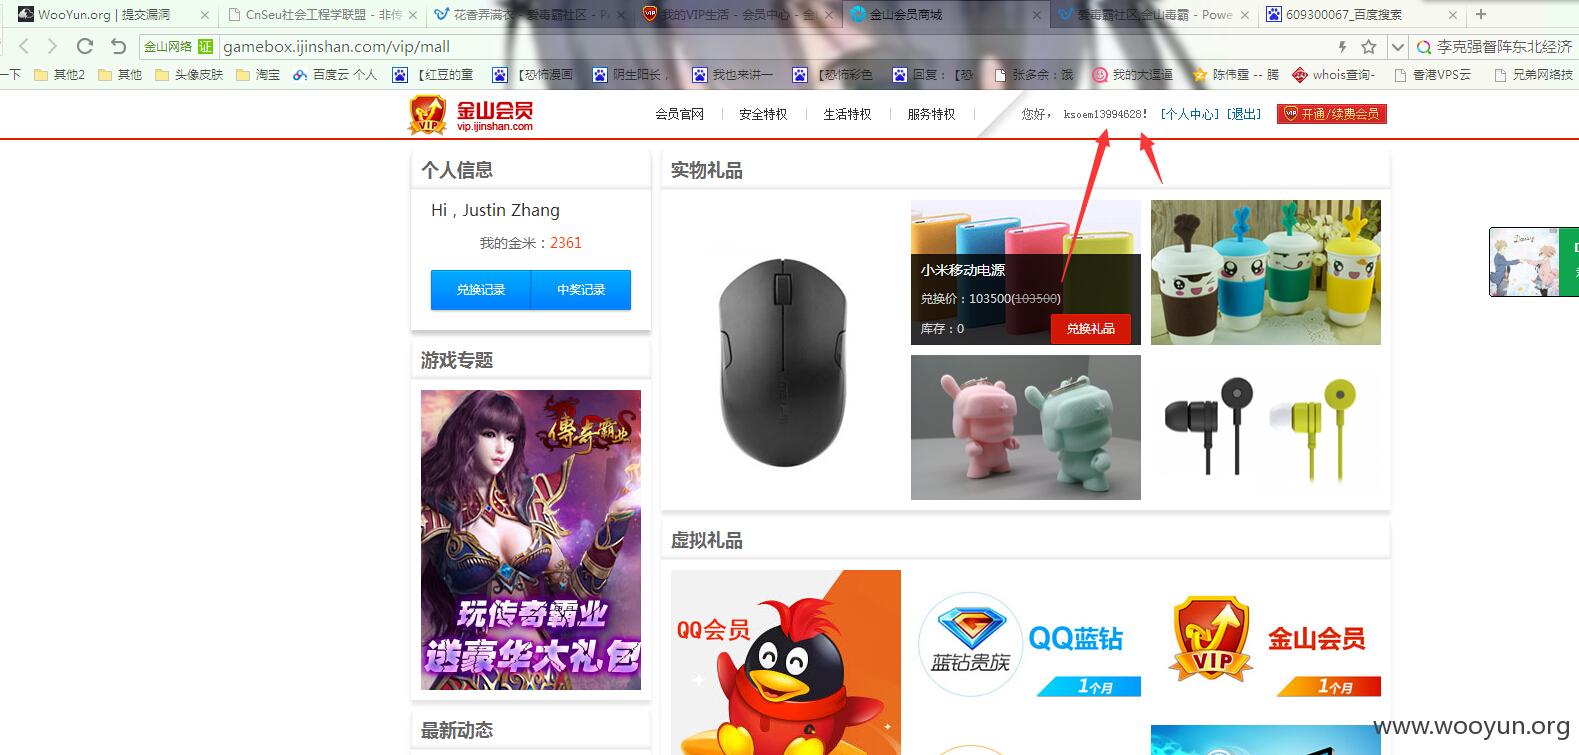 WooYun.org | 提交漏洞
CnSeu社会工程学联盟 - 非传
花香弄满衣 - 爱毒霸社区 - P
我的VIP生活 - 会员中心 - 金
金山会员商城
爱毒霸社区,金山毒霸 - Powe
609300067_百度搜索
金山网络 证 gamebox.ijinshan.com/vip/mall
李克强督阵东北经济
一下 其他2 其他 头像皮肤 淘宝 百度云 个人 【红豆的童 【恐怖漫画 阴生阳长， 我也来讲一 【恐怖彩色 回复：【恐 张多余：饿 我的大逗逼 陈伟霆 -- 腾 whois查询- 香港VPS云 兄弟网络技
VIP 金山会员
vip.ijinshan.com
会员官网 安全特权 生活特权 服务特权
您好， ksoem13994628! [个人中心] [退出] VIP 开通/续费会员
个人信息
Hi，Justin Zhang
我的金米：2361
兑换记录 中奖记录
游戏专题
傳奇霸业
玩传奇霸业
送豪华大礼包
最新动态
实物礼品
小米移动电源
兑换价：103500(103500)
库存：0
兑换礼品
虚拟礼品
QQ会员
蓝钻贵族
QQ蓝钻
1个月
VIP
金山会员
1个月
Daisy
www.wooyun.org